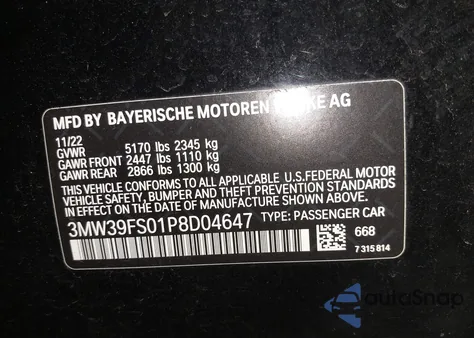 MFD BY BAYERISCHE MOTOREN KE AG
11/22
GVWR 5170 lbs 2345 kg
GAWR FRONT 2447 lbs 1110 kg
GAWR REAR 2866 lbs 1300 kg
THIS VEHICLE CONFORMS TO ALL APPLICABLE U.S.FEDERAL MOTOR
VEHICLE SAFETY, BUMPER AND THEFT PREVENTION STANDARDS
IN EFFECT ON THE DATE OF MANUFACTURE SHOWN ABOVE.
3MW39FS01P8D04647 TYPE: PASSENGER CAR
668
7 315 814
autoSnap